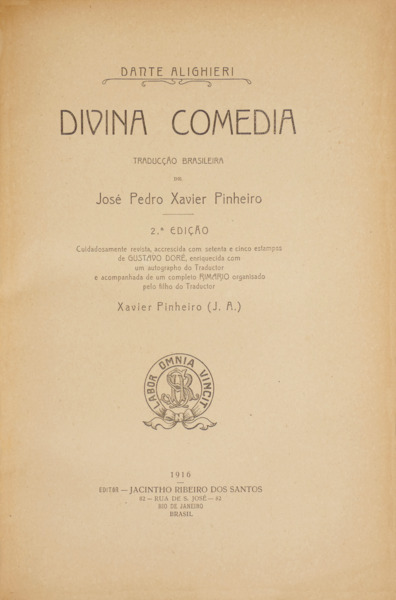 DANTE ALIGHIERI
DIVINA COMEDIA
TRADUCÇÃO BRASILEIRA
DE
José Pedro Xavier Pinheiro
2.ª EDIÇÃO
Cuidadosamente revista, accrescida com setenta e cinco estampas
de GUSTAVO DORÉ, enriquecida com
um autographo do Traductor
e acompanhada de um completo RIMARIO organisado
pelo filho do Traductor
Xavier Pinheiro (J. A.)
LABOR OMNIA VINCIT
1916
EDITOR — JACINTHO RIBEIRO DOS SANTOS
82 — RUA DE S. JOSÉ — 82
RIO DE JANEIRO
BRASIL